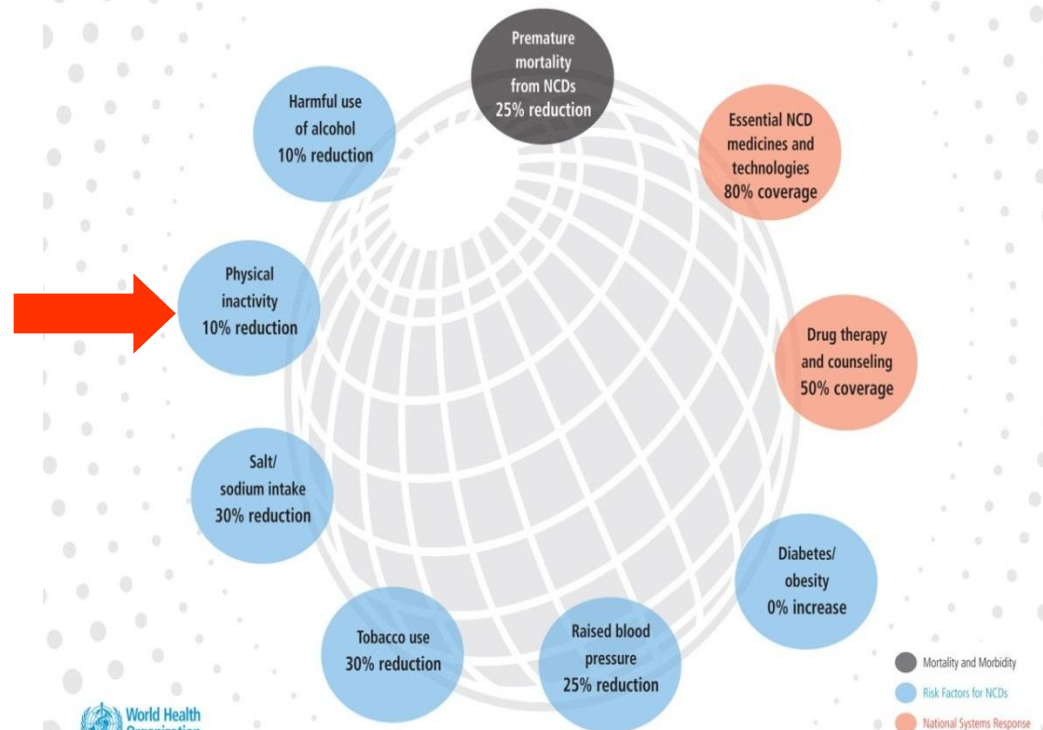 Premature
mortality
from NCDs
25% reduction
Harmful use
of alcohol
10% reduction
Essential NCD
medicines and
technologies
80% coverage
Physical
inactivity
10% reduction
Drug therapy
and counseling
50% coverage
Salt/
sodium intake
30% reduction
Diabetes/
obesity
0% increase
Tobacco use
30% reduction
Raised blood
pressure
25% reduction
Mortality and Morbidity
Risk Factors for NCDs
National Systems Response
World Health
Organization